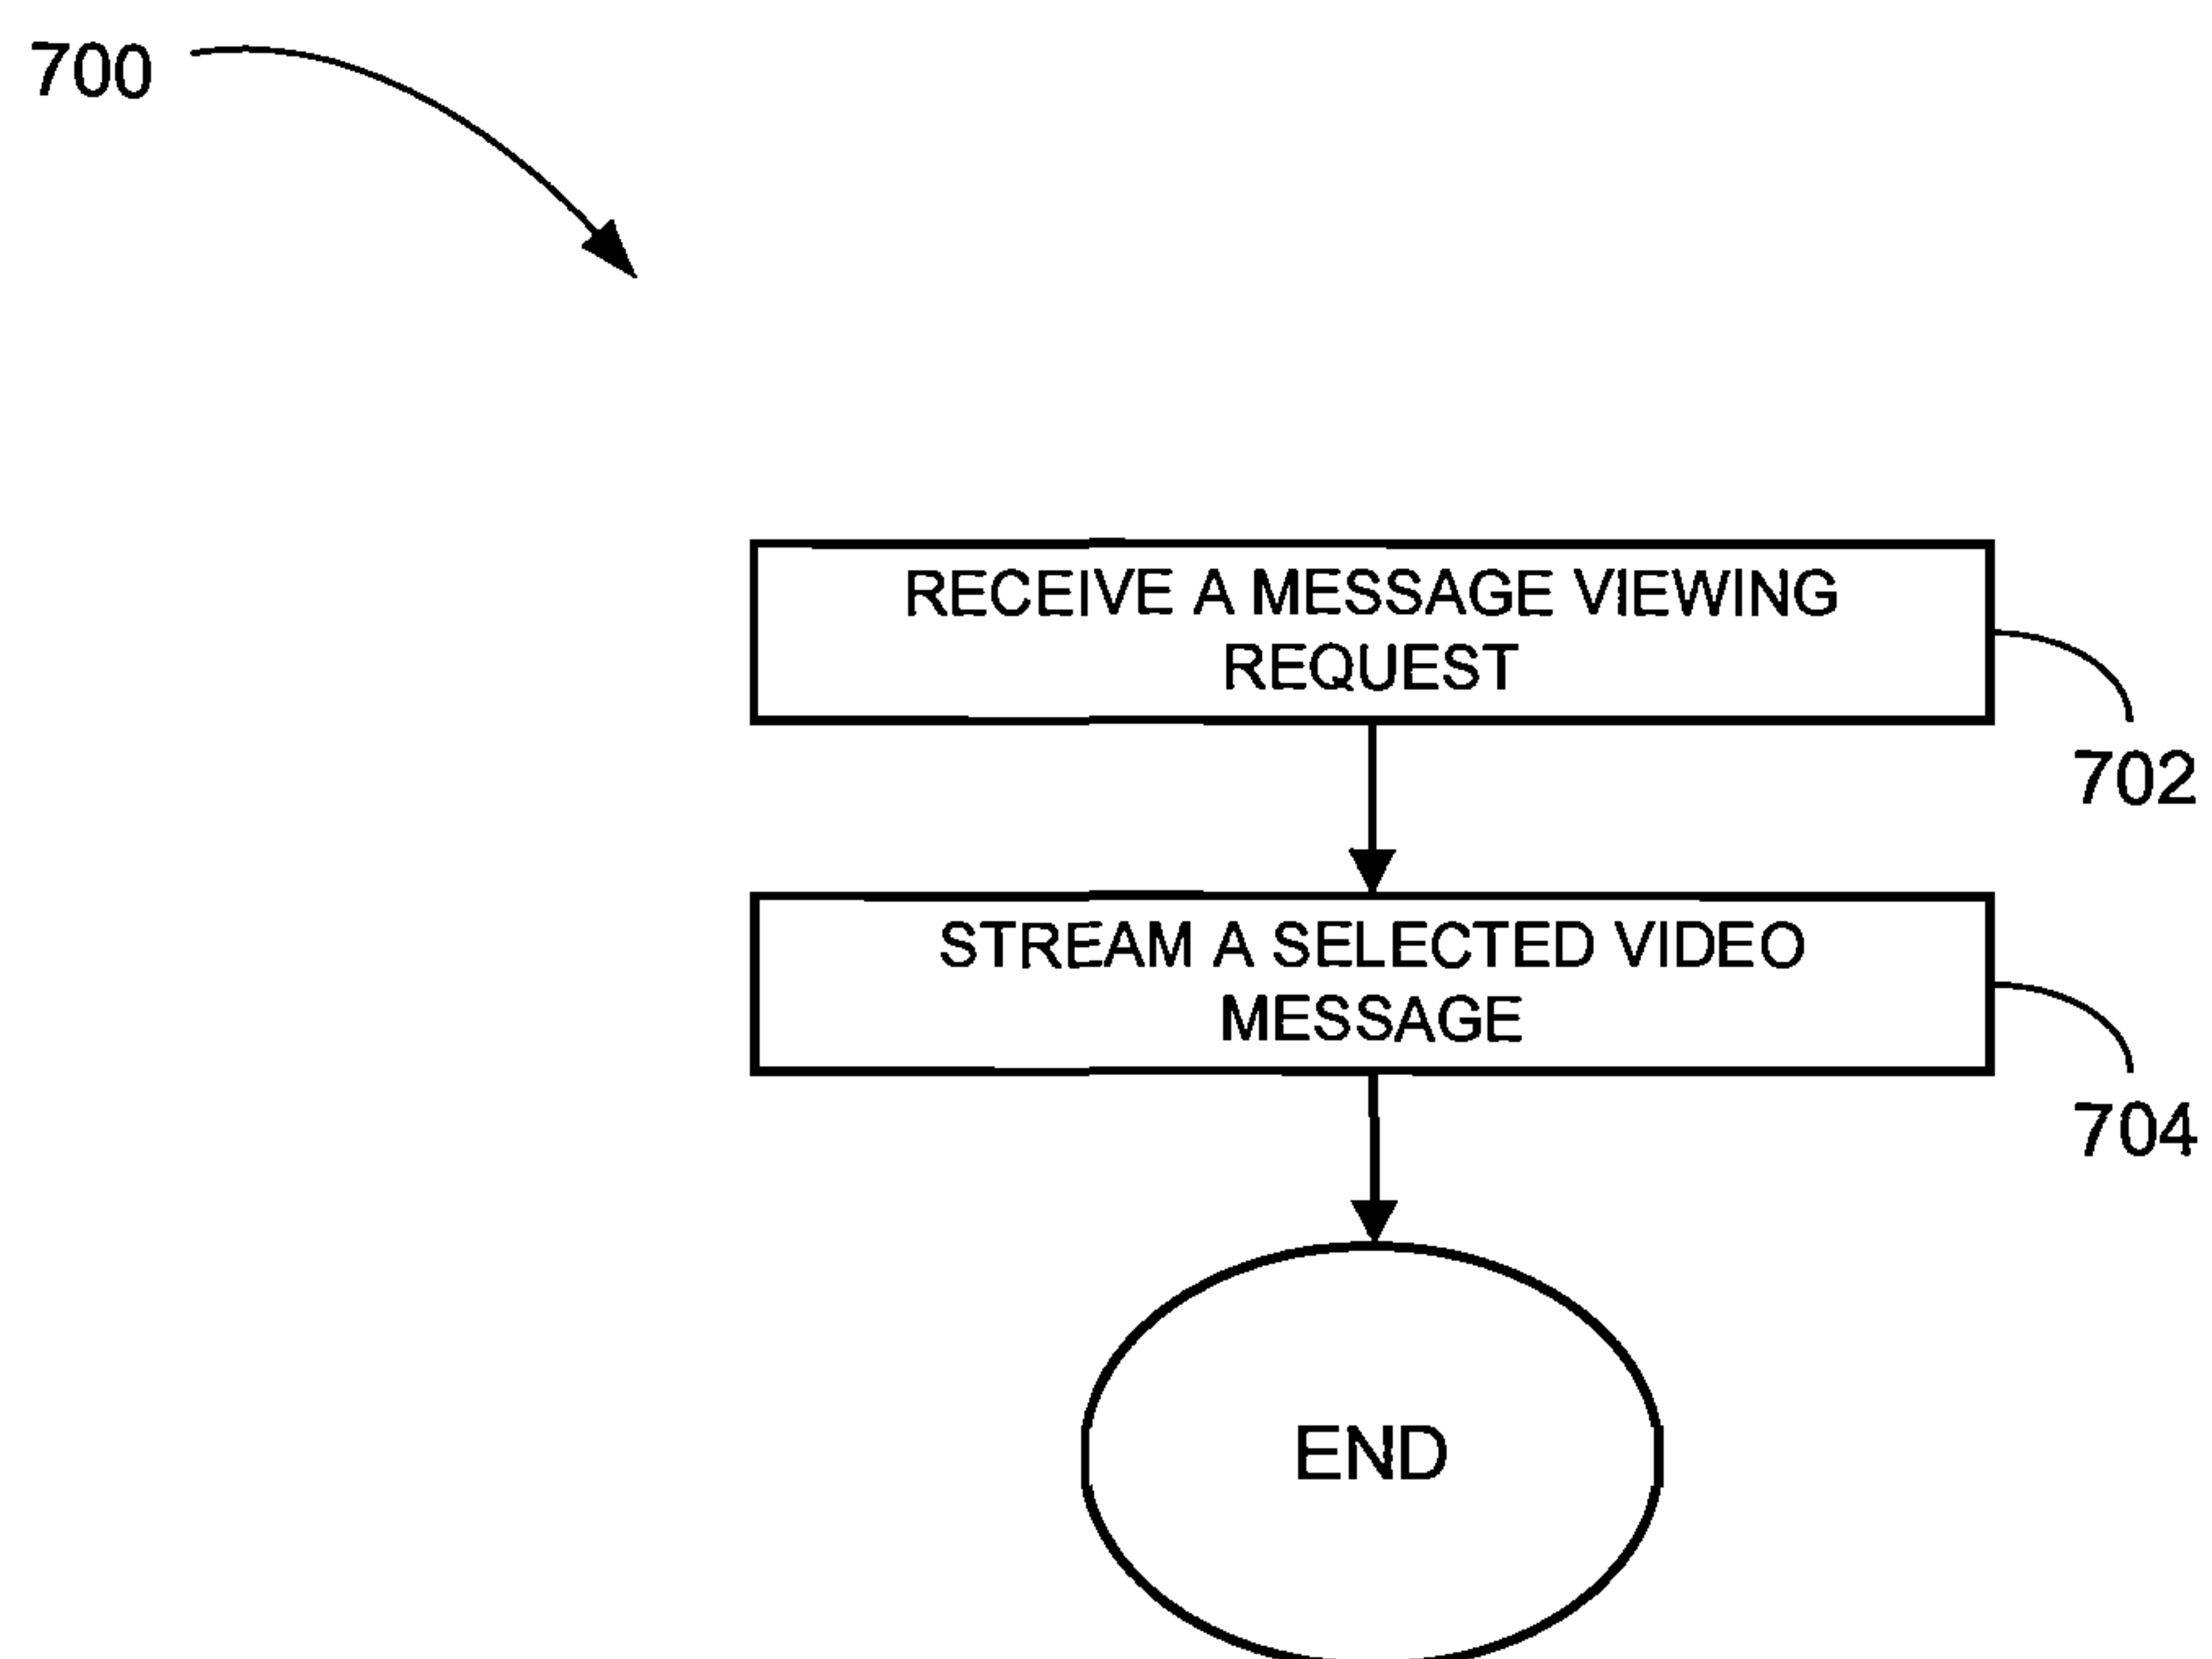 700
RECEIVE A MESSAGE VIEWING
REQUEST
702
STREAM A SELECTED VIDEO
MESSAGE
704
END